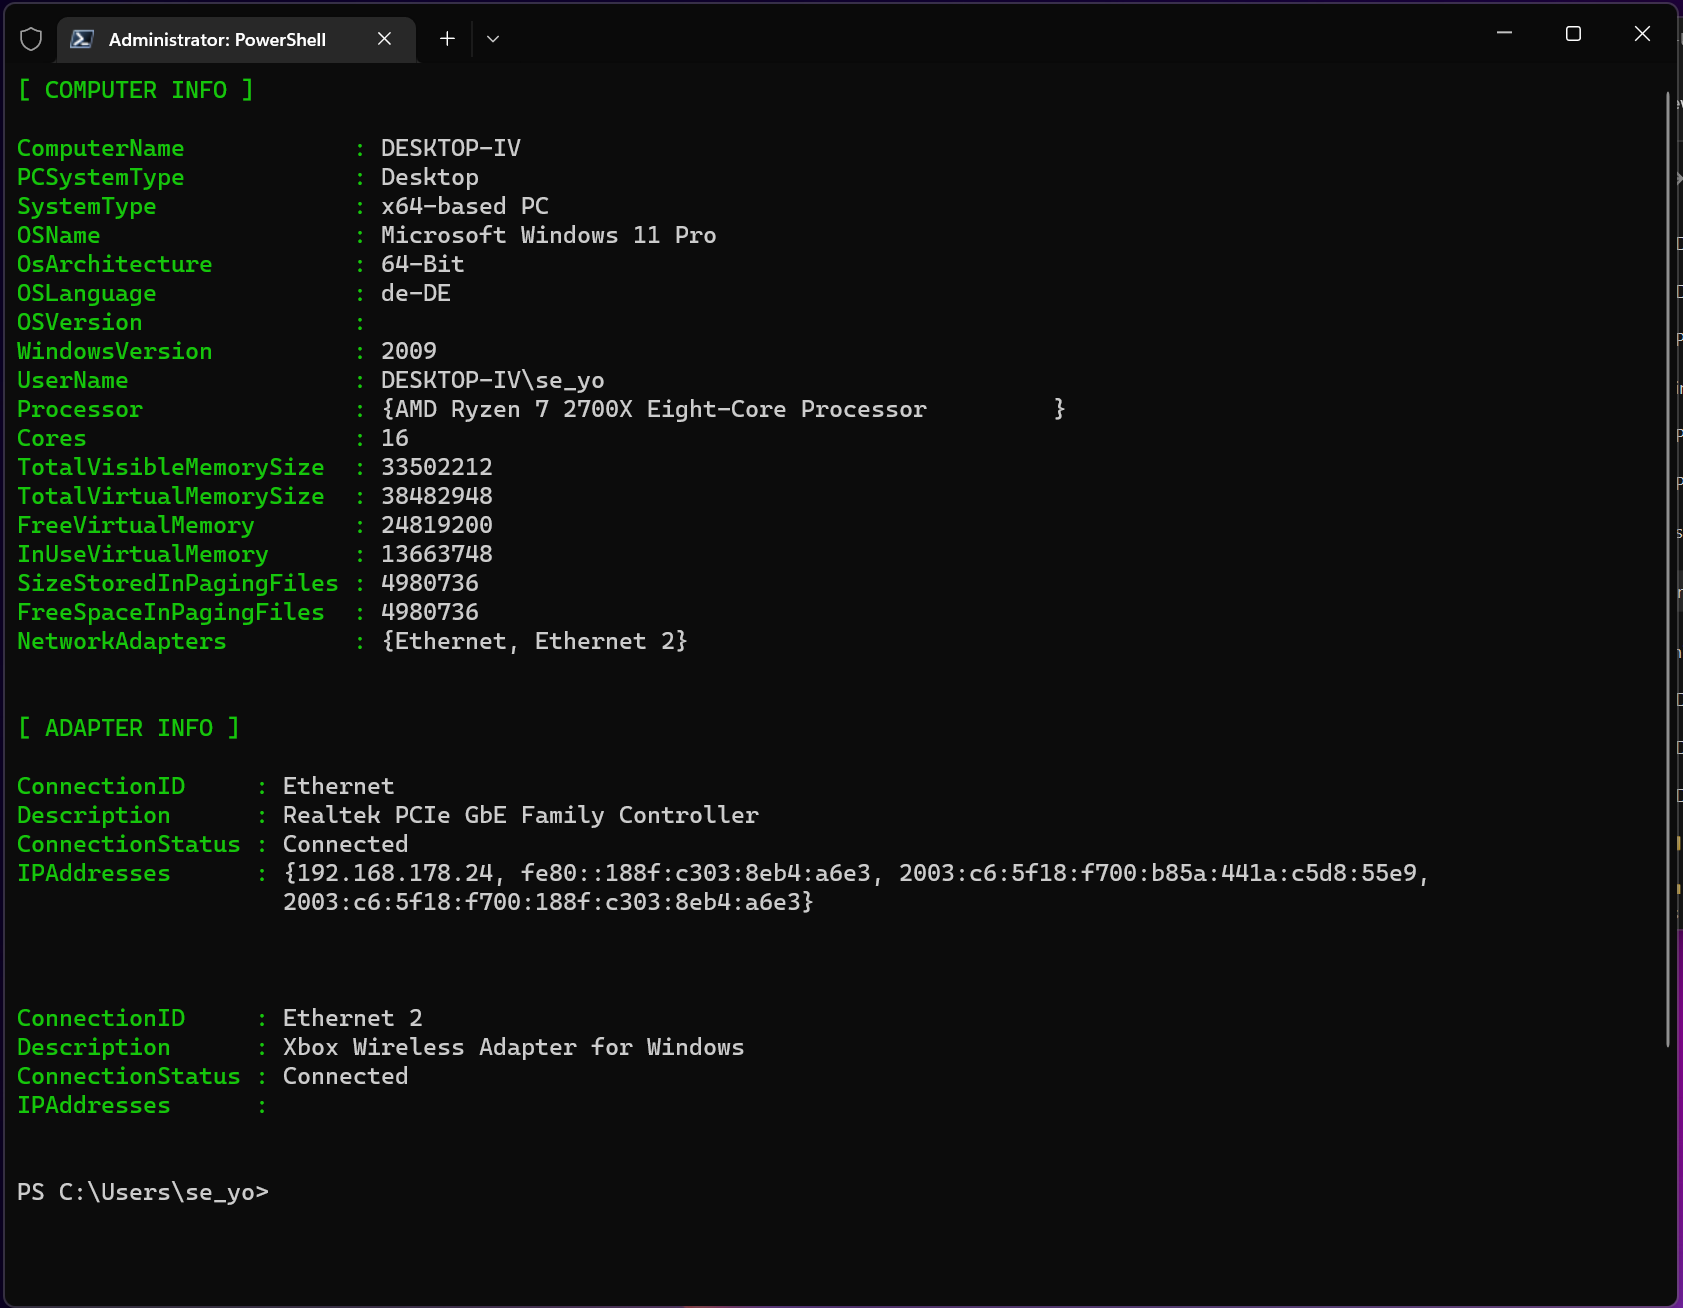 Administrator: PowerShell
[ COMPUTER INFO ]
ComputerName            : DESKTOP-IV
PCSystemType            : Desktop
SystemType              : x64-based PC
OSName                  : Microsoft Windows 11 Pro
OsArchitecture          : 64-Bit
OSLanguage              : de-DE
OSVersion               :
WindowsVersion          : 2009
UserName                : DESKTOP-IV\se_yo
Processor               : {AMD Ryzen 7 2700X Eight-Core Processor         }
Cores                   : 16
TotalVisibleMemorySize  : 33502212
TotalVirtualMemorySize  : 38482948
FreeVirtualMemory       : 24819200
InUseVirtualMemory      : 13663748
SizeStoredInPagingFiles : 4980736
FreeSpaceInPagingFiles  : 4980736
NetworkAdapters         : {Ethernet, Ethernet 2}
[ ADAPTER INFO ]
ConnectionID     : Ethernet
Description      : Realtek PCIe GbE Family Controller
ConnectionStatus : Connected
IPAddresses      : {192.168.178.24, fe80::188f:c303:8eb4:a6e3, 2003:c6:5f18:f700:b85a:441a:c5d8:55e9,
                   2003:c6:5f18:f700:188f:c303:8eb4:a6e3}
ConnectionID     : Ethernet 2
Description      : Xbox Wireless Adapter for Windows
ConnectionStatus : Connected
IPAddresses      :
PS C:\Users\se_yo>